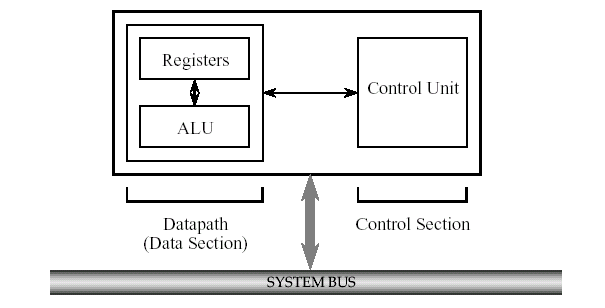 Registers
ALU
Control Unit
Datapath
(Data Section)
Control Section
SYSTEM BUS